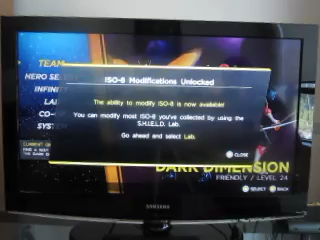 TEAM
ISO-8 Modifications Unlocked
HERO SELE
INFINI
The ability to modify ISO-8 is now available!
LA
You can modify most ISO-8 you've collected by using the S.H.I.E.L.D. Lab.
CO-
SYSTE
Go ahead and select Lab.
CLOSE
DARK DIMENSION
FRIENDLY / LEVEL 24
SELECT
BACK
SAMSUNG